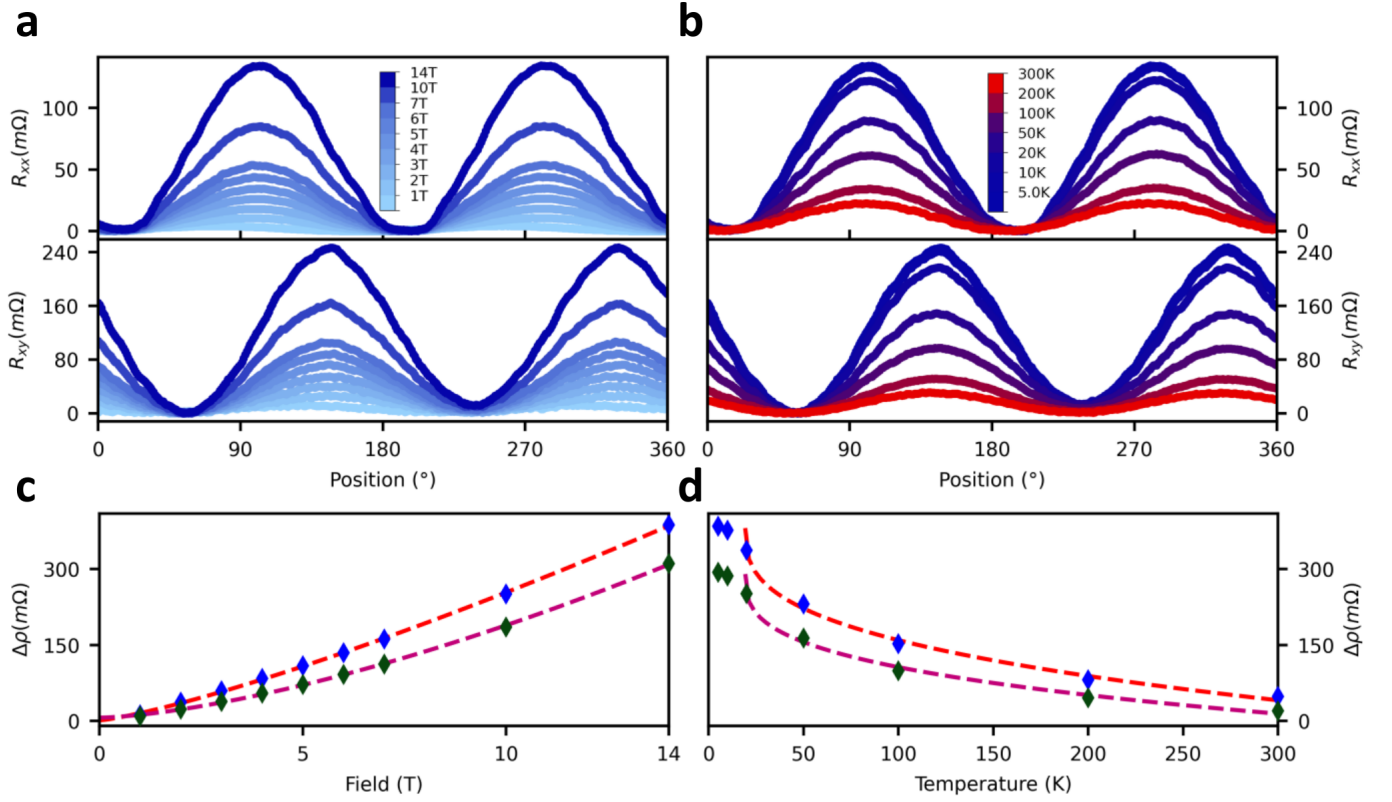 a
b
R_xx(mΩ)
100
50
0
14T
10T
7T
6T
5T
4T
3T
2T
1T
R_xy(mΩ)
240
160
80
0
0 90 180 270 360
Position (°)
300K
200K
100K
50K
20K
10K
5.0K
100
50
0
R_xx(mΩ)
240
160
80
0
R_xy(mΩ)
0 90 180 270 360
Position (°)
c
d
Δρ(mΩ)
300
150
0
0 5 10 14
Field (T)
300
150
0
Δρ(mΩ)
0 50 100 150 200 250 300
Temperature (K)